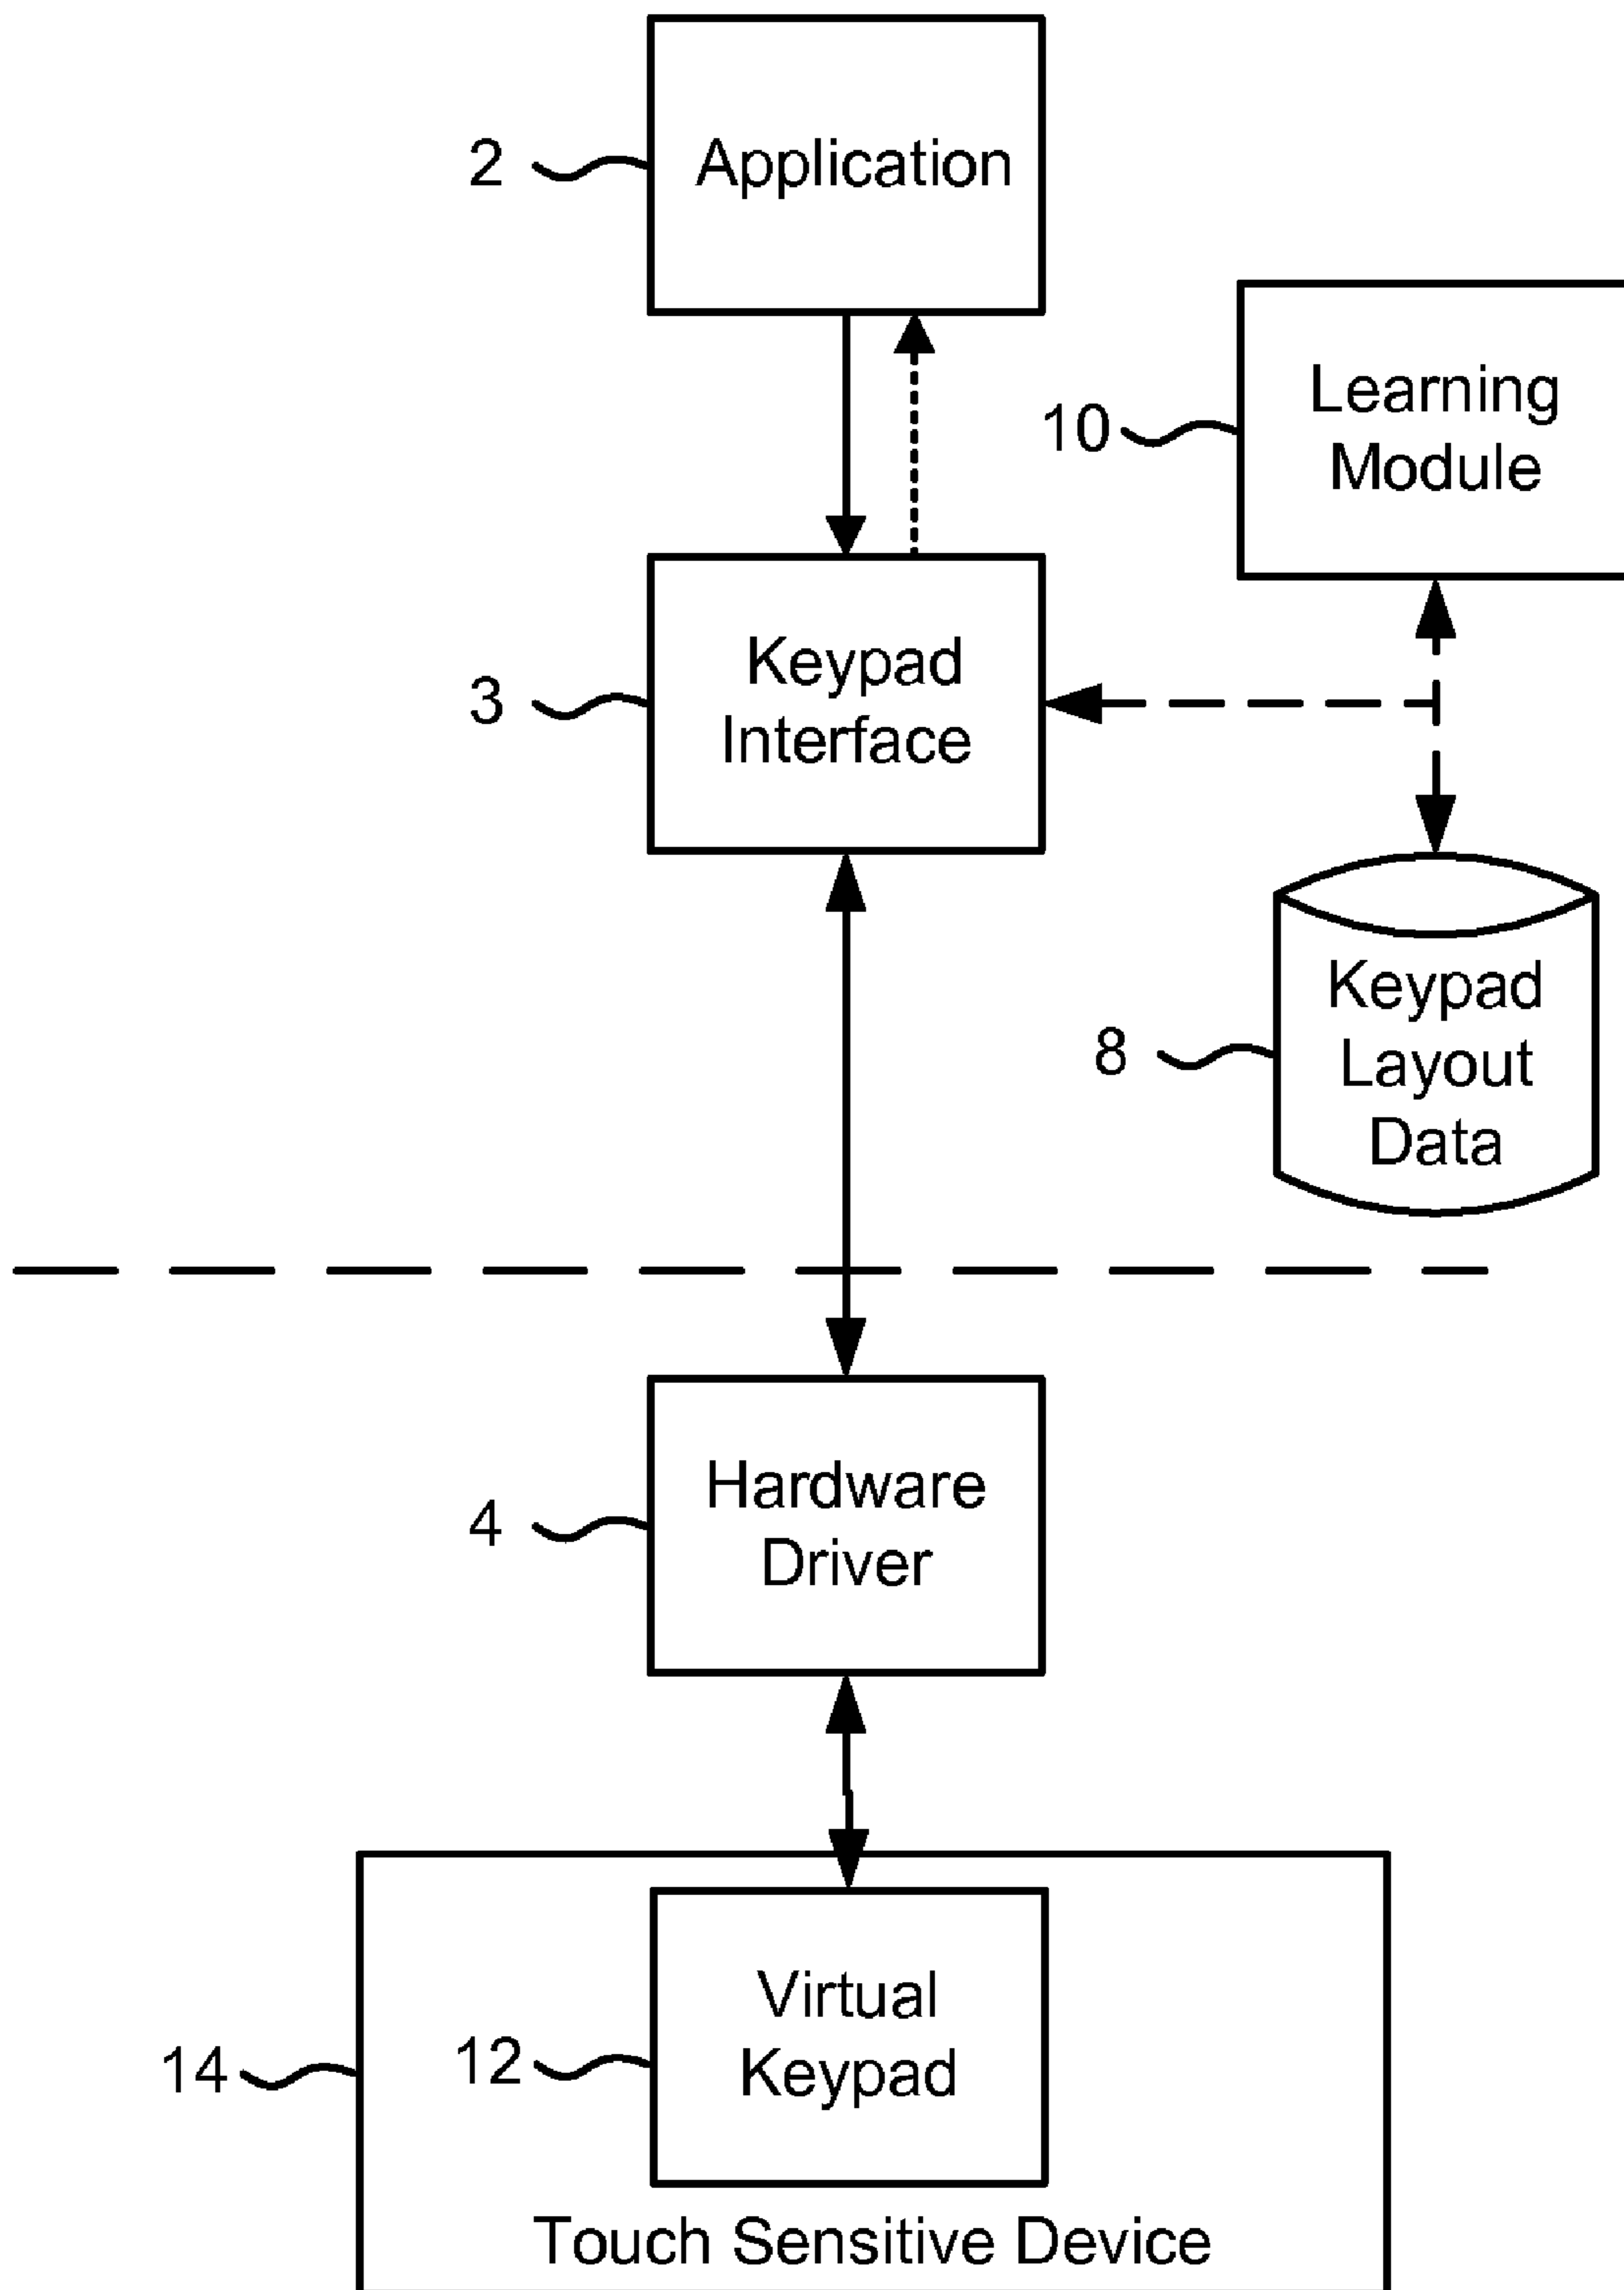 2
Application
10
Learning
Module
3
Keypad
Interface
8
Keypad
Layout
Data
4
Hardware
Driver
14
12
Virtual
Keypad
Touch Sensitive Device